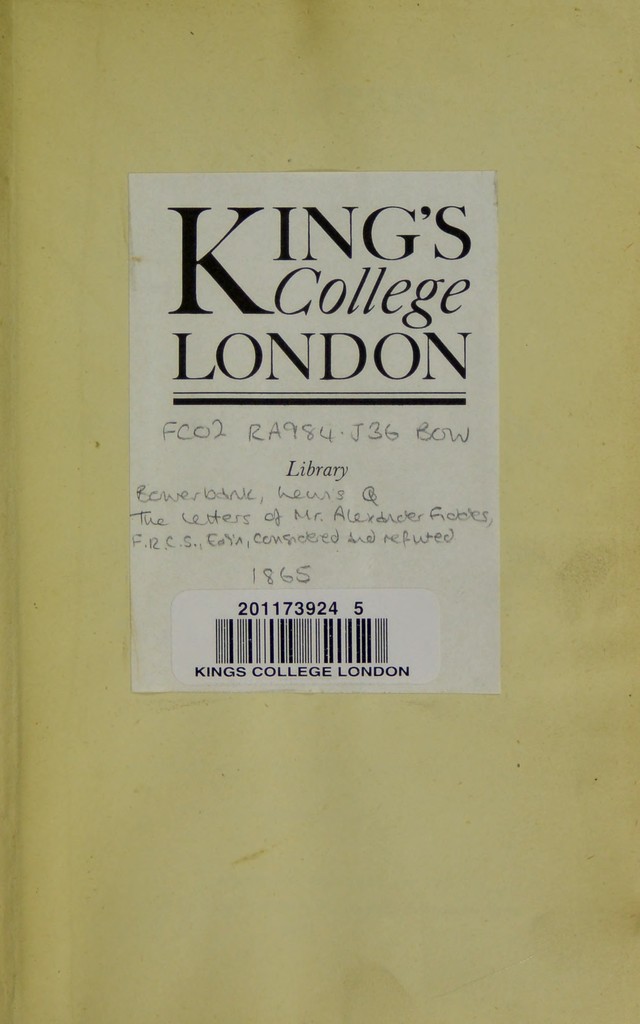 KING'S
College
LONDON
FC02 RA984.J36 BOW
Library
Bowerbank, Lewis Q
The Letters of Mr. Alexander Fiddes,
F.R.C.S., Edin, considered and refuted
1865
201173924 5
KINGS COLLEGE LONDON